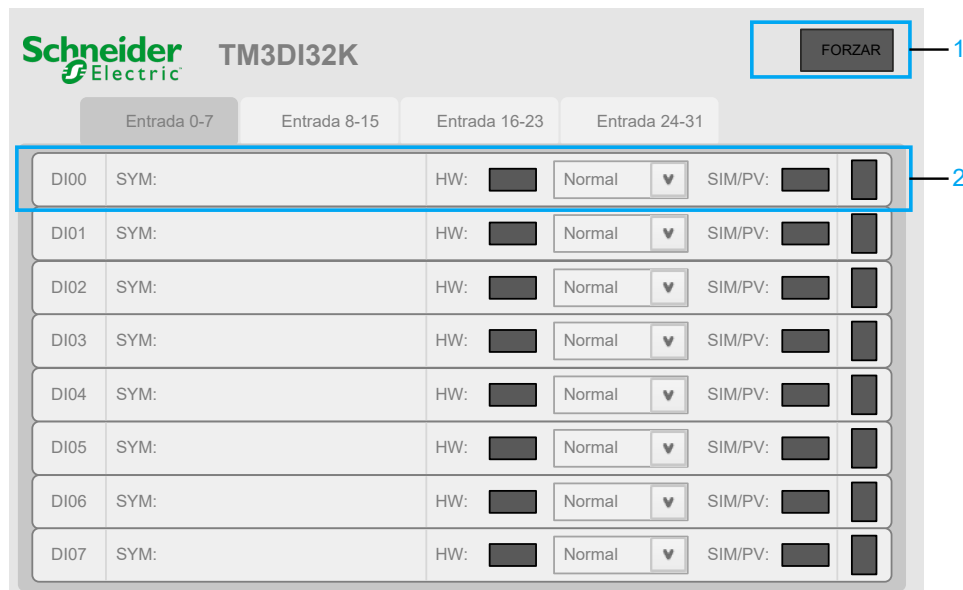 Schneider Electric TM3DI32K FORZAR 1
Entrada 0-7 Entrada 8-15 Entrada 16-23 Entrada 24-31
DI00 SYM: HW: Normal SIM/PV: 2
DI01 SYM: HW: Normal SIM/PV:
DI02 SYM: HW: Normal SIM/PV:
DI03 SYM: HW: Normal SIM/PV:
DI04 SYM: HW: Normal SIM/PV:
DI05 SYM: HW: Normal SIM/PV:
DI06 SYM: HW: Normal SIM/PV:
DI07 SYM: HW: Normal SIM/PV: